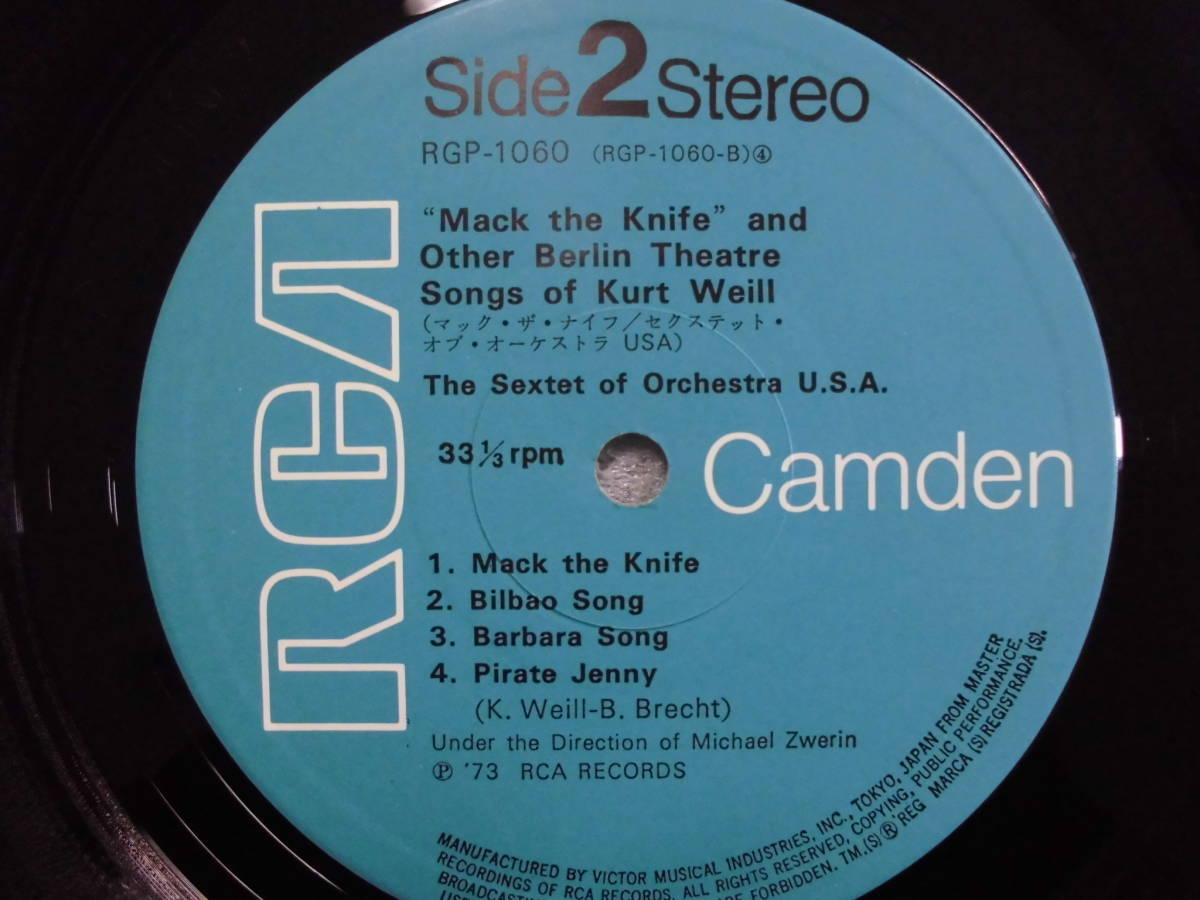 Side 2 Stereo
RGP-1060 (RGP-1060-B)④
“Mack the Knife” and
Other Berlin Theatre
Songs of Kurt Weill
(マック・ザ・ナイフ/セクステット・
オブ・オーケストラ USA)
The Sextet of Orchestra U.S.A.
RCA
33⅓ rpm
Camden
1. Mack the Knife
2. Bilbao Song
3. Barbara Song
4. Pirate Jenny
(K. Weill-B. Brecht)
Under the Direction of Michael Zwerin
Ⓟ '73 RCA RECORDS
MANUFACTURED BY VICTOR MUSICAL INDUSTRIES, INC., TOKYO, JAPAN FROM MASTER
RECORDINGS OF RCA RECORDS. ALL RIGHTS RESERVED, COPYING, PUBLIC PERFORMANCE,
FORBIDDEN. TM.(S)® REG MARCA (S) REGISTRADA (S).